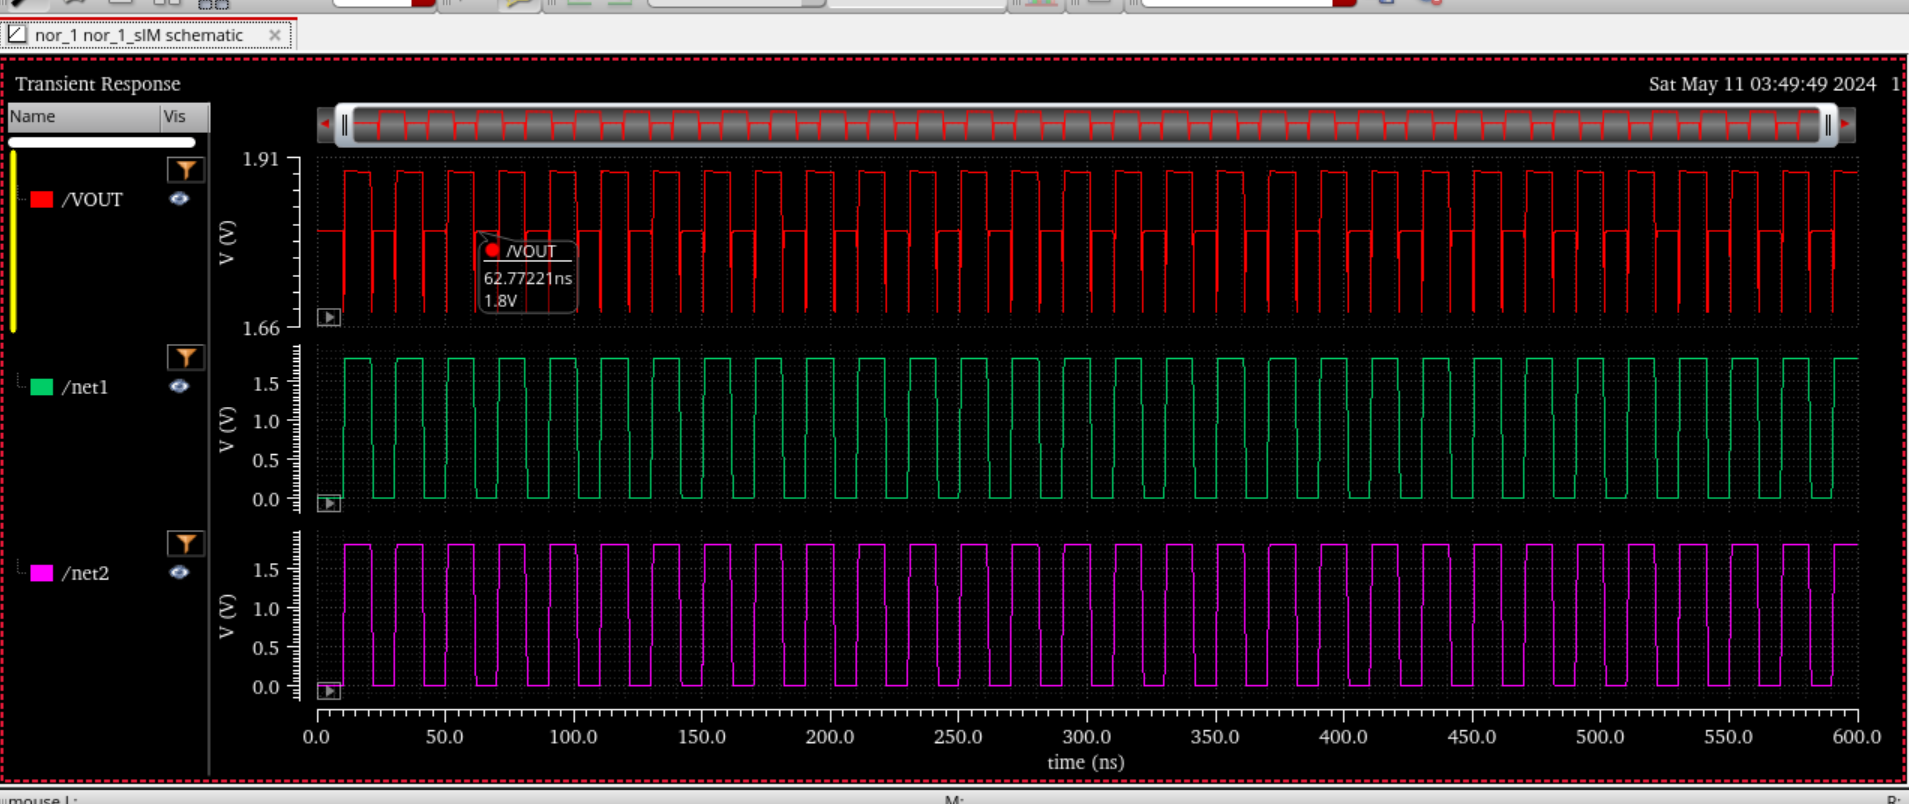 nor_1 nor_1_sIM schematic
Transient Response
Sat May 11 03:49:49 2024 1
Name Vis
/VOUT
V (V)
1.91
1.66
/VOUT
62.77221ns
1.8V
/net1
V (V)
1.5
1.0
0.5
0.0
/net2
V (V)
1.5
1.0
0.5
0.0
0.0 50.0 100.0 150.0 200.0 250.0 300.0 350.0 400.0 450.0 500.0 550.0 600.0
time (ns)
mouse L: M: R: